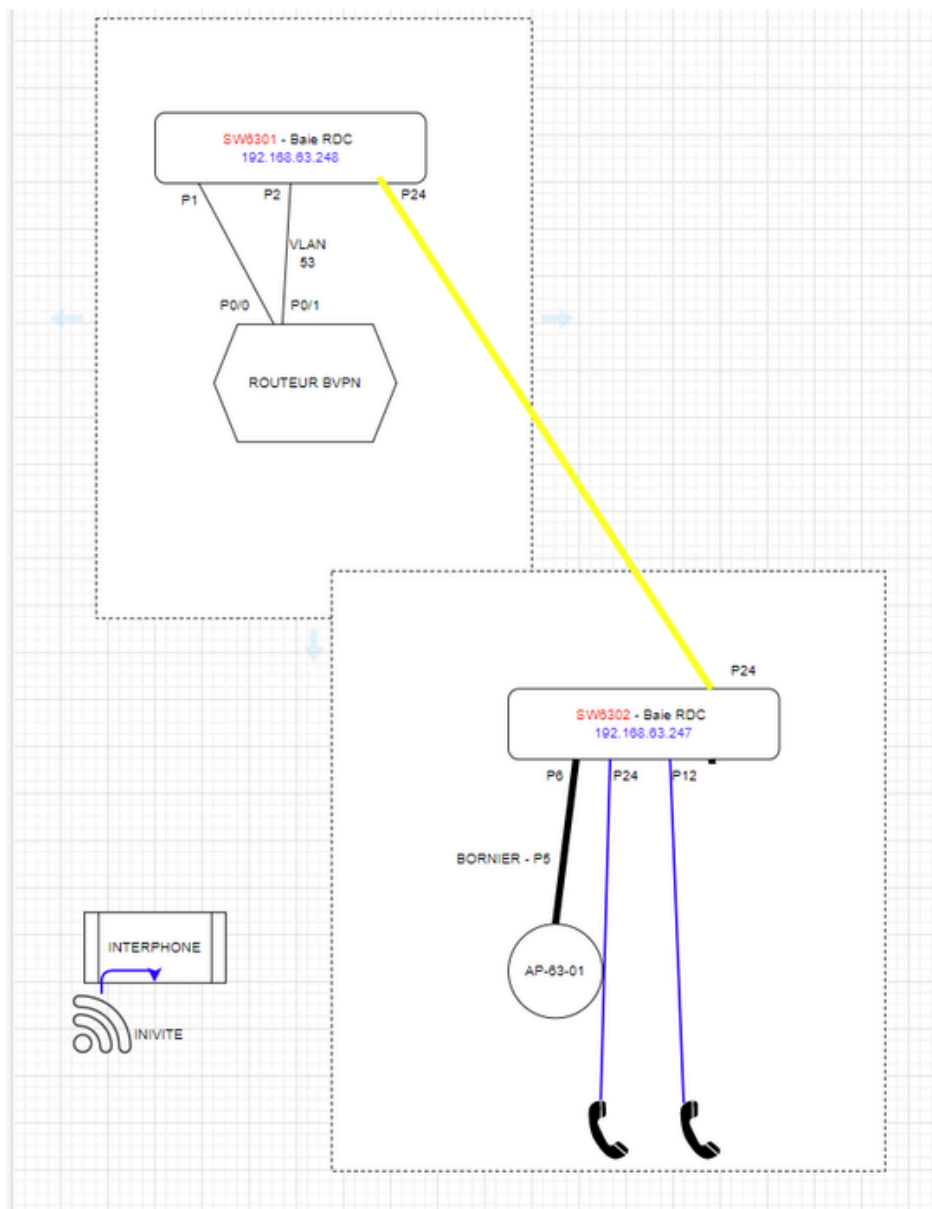 SW6301 - Baie RDC
192.168.63.248
P1
P2
P24
VLAN
53
P0/0
P0/1
ROUTEUR BVPN
P24
SW6302 - Baie RDC
192.168.63.247
P6
P24
P12
BORNIER - P5
AP-63-01
INTERPHONE
INIVITE